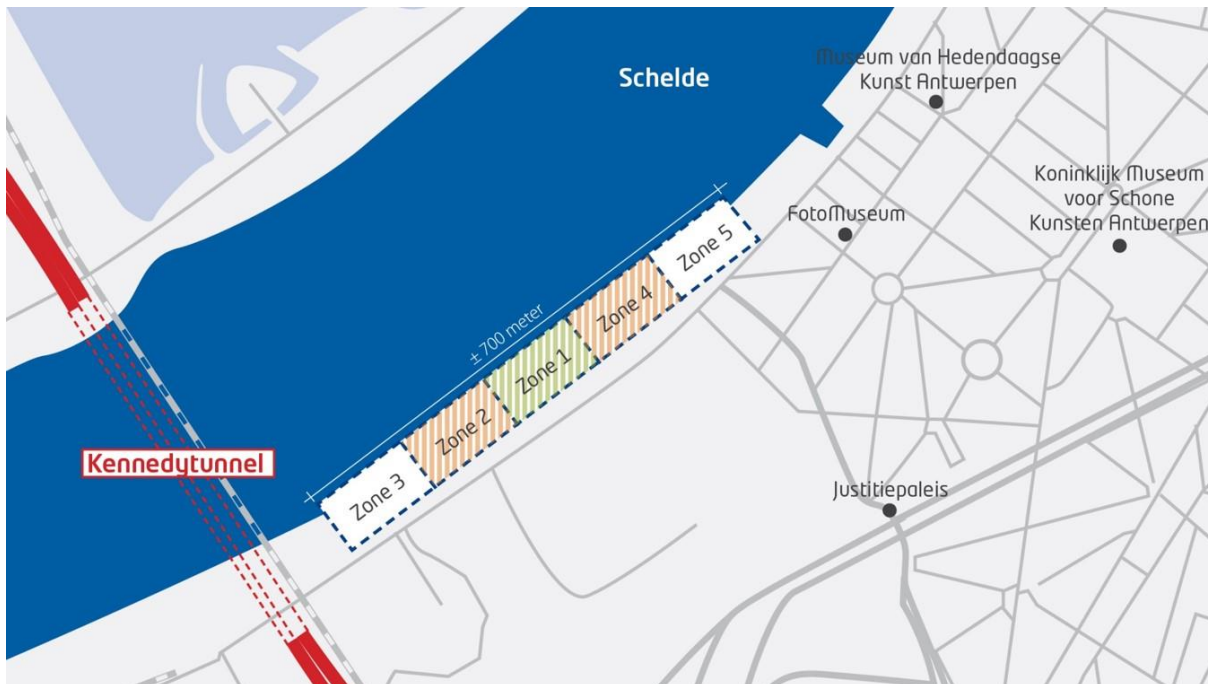 Schelde
Museum van Hedendaagse
Kunst Antwerpen
Koninklijk Museum
voor Schone
Kunsten Antwerpen
FotoMuseum
Zone 5
Zone 4
± 700 meter
Zone 1
Zone 2
Zone 3
Kennedytunnel
Justitiepaleis